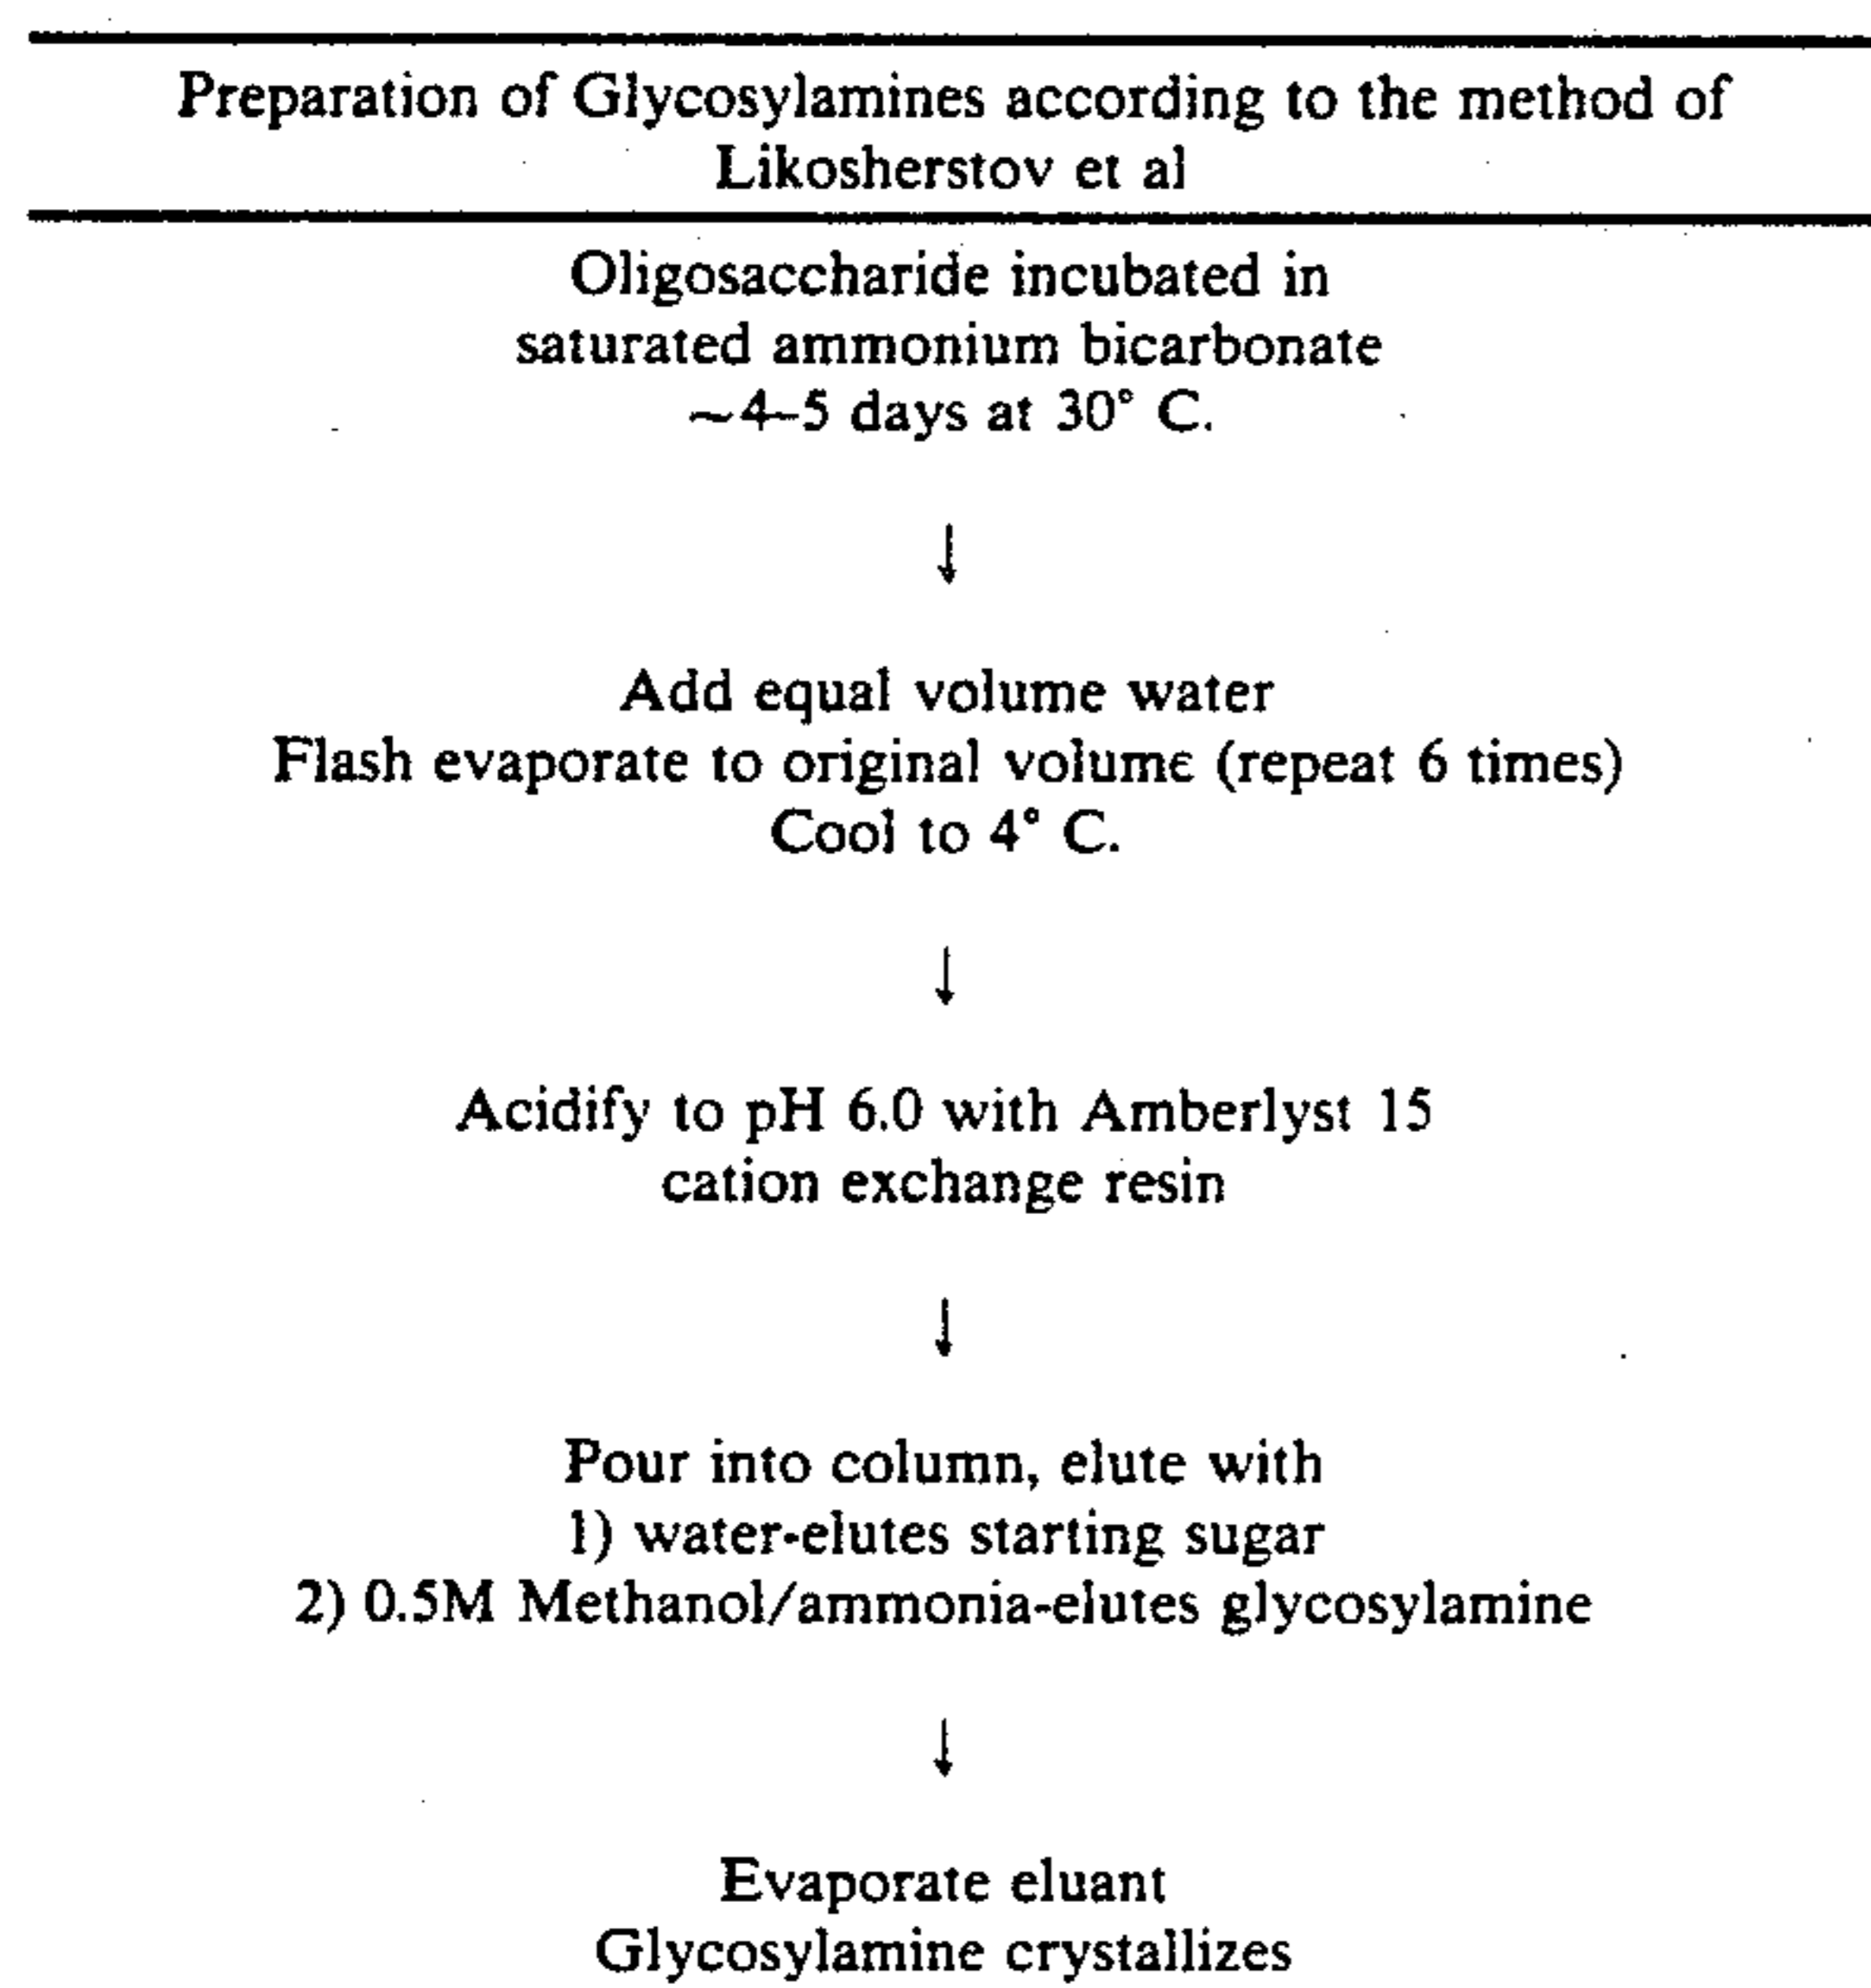 Preparation of Glycosylamines according to the method of
Likosherstov et al
Oligosaccharide incubated in
saturated ammonium bicarbonate
~4–5 days at 30° C.
↓
Add equal volume water
Flash evaporate to original volume (repeat 6 times)
Cool to 4° C.
↓
Acidify to pH 6.0 with Amberlyst 15
cation exchange resin
↓
Pour into column, elute with
1) water-elutes starting sugar
2) 0.5M Methanol/ammonia-elutes glycosylamine
↓
Evaporate eluant
Glycosylamine crystallizes